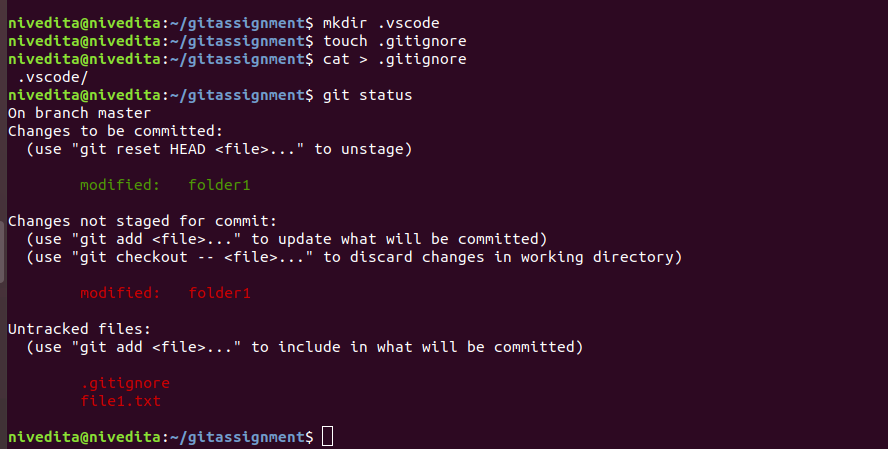 nivedita@nivedita:~/gitassignment$ mkdir .vscode
nivedita@nivedita:~/gitassignment$ touch .gitignore
nivedita@nivedita:~/gitassignment$ cat > .gitignore
 .vscode/
nivedita@nivedita:~/gitassignment$ git status
On branch master
Changes to be committed:
  (use "git reset HEAD <file>..." to unstage)

        modified:   folder1

Changes not staged for commit:
  (use "git add <file>..." to update what will be committed)
  (use "git checkout -- <file>..." to discard changes in working directory)

        modified:   folder1

Untracked files:
  (use "git add <file>..." to include in what will be committed)

        .gitignore
        file1.txt

nivedita@nivedita:~/gitassignment$